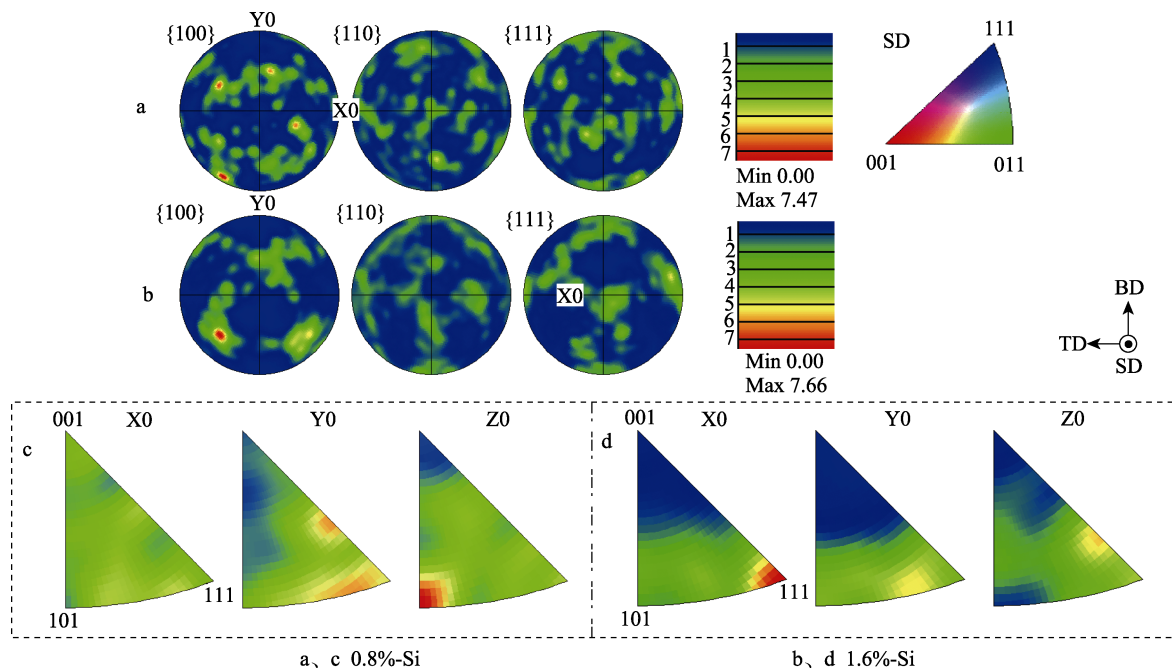 {100} Y0 {110} {111}
a
X0
1
2
3
4
5
6
7
Min 0.00
Max 7.47
SD
111
001 011
{100} Y0 {110} {111}
b
X0
1
2
3
4
5
6
7
Min 0.00
Max 7.66
BD
TD
SD
c
001 X0 Y0 Z0
101
111
d
001 X0 Y0 Z0
101
111
a、c 0.8%-Si
b、d 1.6%-Si